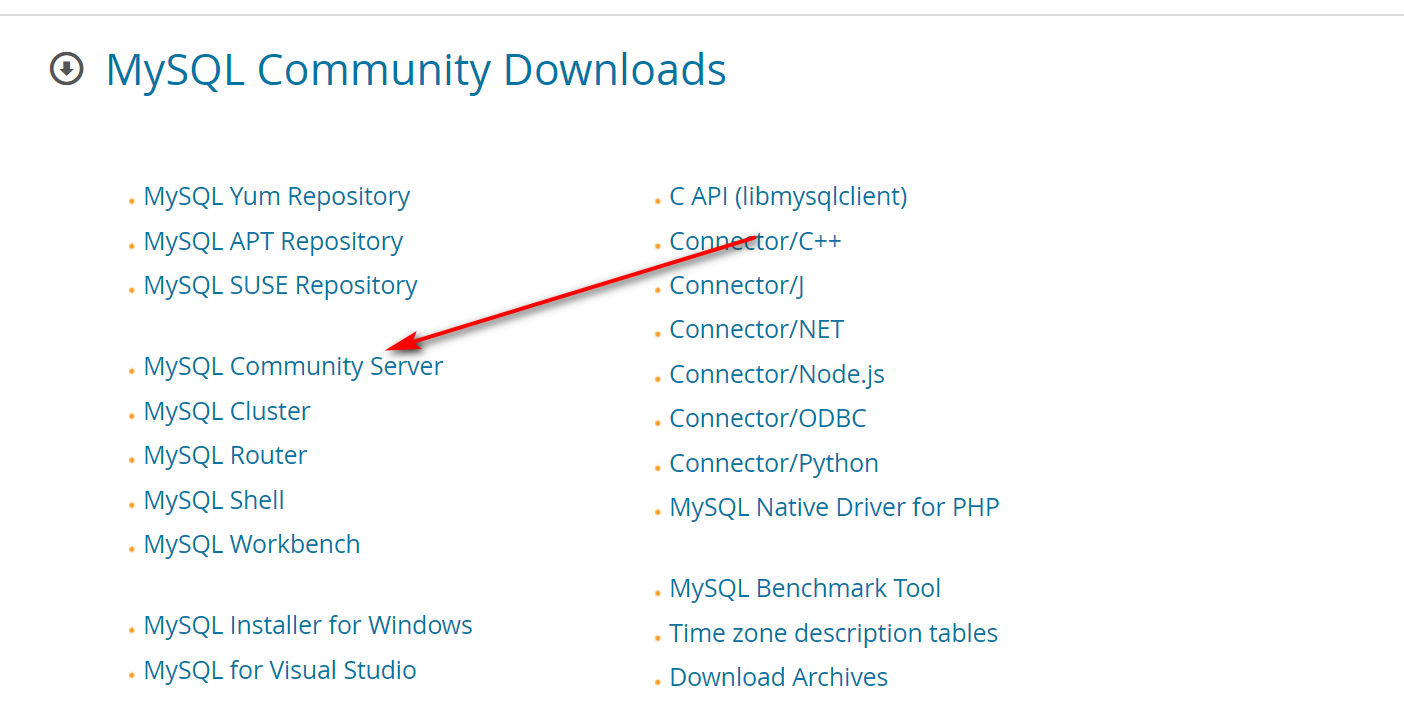 MySQL Community Downloads
MySQL Yum Repository
MySQL APT Repository
MySQL SUSE Repository
MySQL Community Server
MySQL Cluster
MySQL Router
MySQL Shell
MySQL Workbench
MySQL Installer for Windows
MySQL for Visual Studio
C API (libmysqlclient)
Connector/C++
Connector/J
Connector/NET
Connector/Node.js
Connector/ODBC
Connector/Python
MySQL Native Driver for PHP
MySQL Benchmark Tool
Time zone description tables
Download Archives